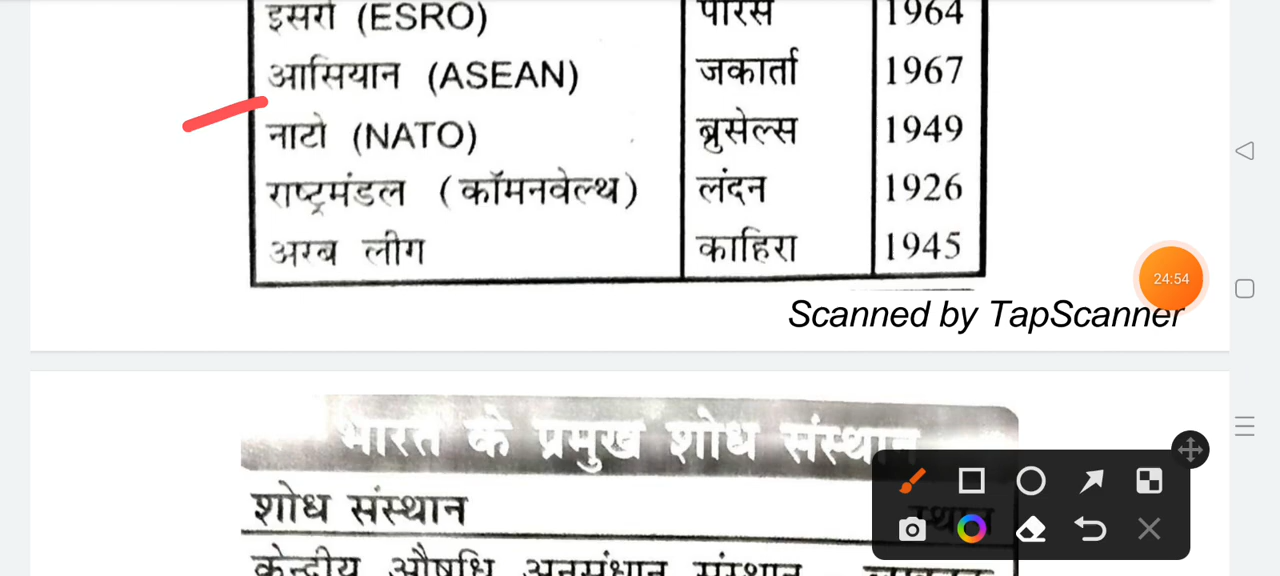 इसरो (ESRO) पेरिस 1964
आसियान (ASEAN) जकार्ता 1967
नाटो (NATO) ब्रुसेल्स 1949
राष्ट्रमंडल (कॉमनवेल्थ) लंदन 1926
अरब लीग काहिरा 1945
24:54
Scanned by TapScanner
भारत के प्रमुख शोध संस्थान
शोध संस्थान
केन्द्रीय औषधि अनुसंधान संस्थान